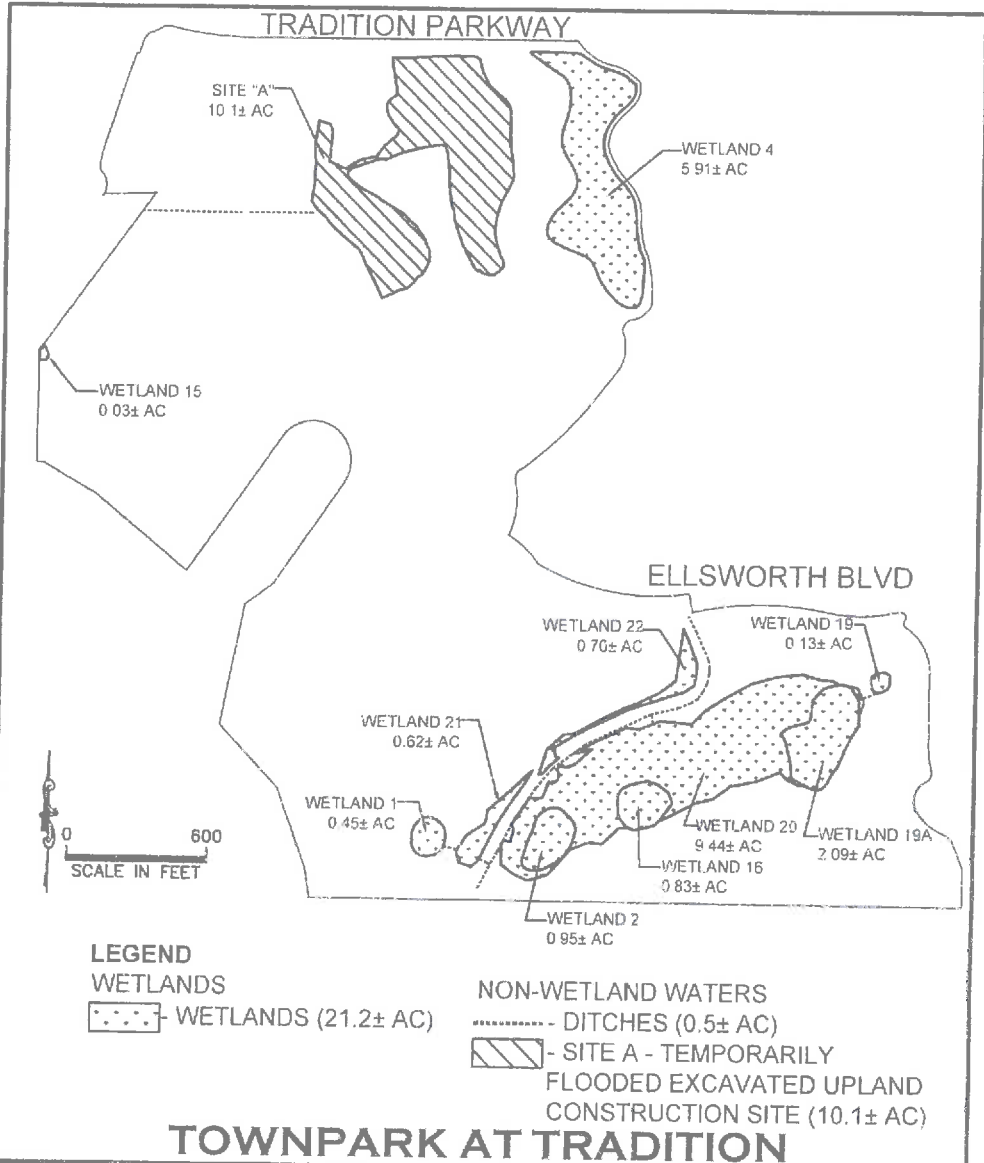 TRADITION PARKWAY
SITE "A"
10.1± AC
WETLAND 4
5.91± AC
WETLAND 15
0.03± AC
ELLSWORTH BLVD
WETLAND 22
0.70± AC
WETLAND 19
0.13± AC
WETLAND 21
0.62± AC
WETLAND 1
0.45± AC
0 600
SCALE IN FEET
WETLAND 20
9.44± AC
WETLAND 19A
2.09± AC
WETLAND 16
0.83± AC
WETLAND 2
0.95± AC
LEGEND
WETLANDS
- WETLANDS (21.2± AC)
NON-WETLAND WATERS
- DITCHES (0.5± AC)
- SITE A - TEMPORARILY
FLOODED EXCAVATED UPLAND
CONSTRUCTION SITE (10.1± AC)
TOWNPARK AT TRADITION